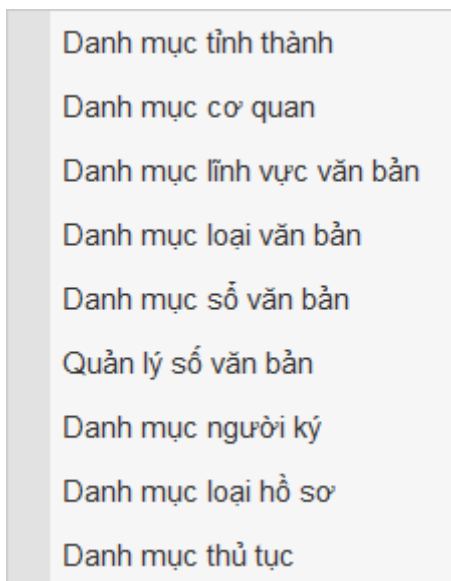 Danh mục tỉnh thành
Danh mục cơ quan
Danh mục lĩnh vực văn bản
Danh mục loại văn bản
Danh mục sổ văn bản
Quản lý số văn bản
Danh mục người ký
Danh mục loại hồ sơ
Danh mục thủ tục